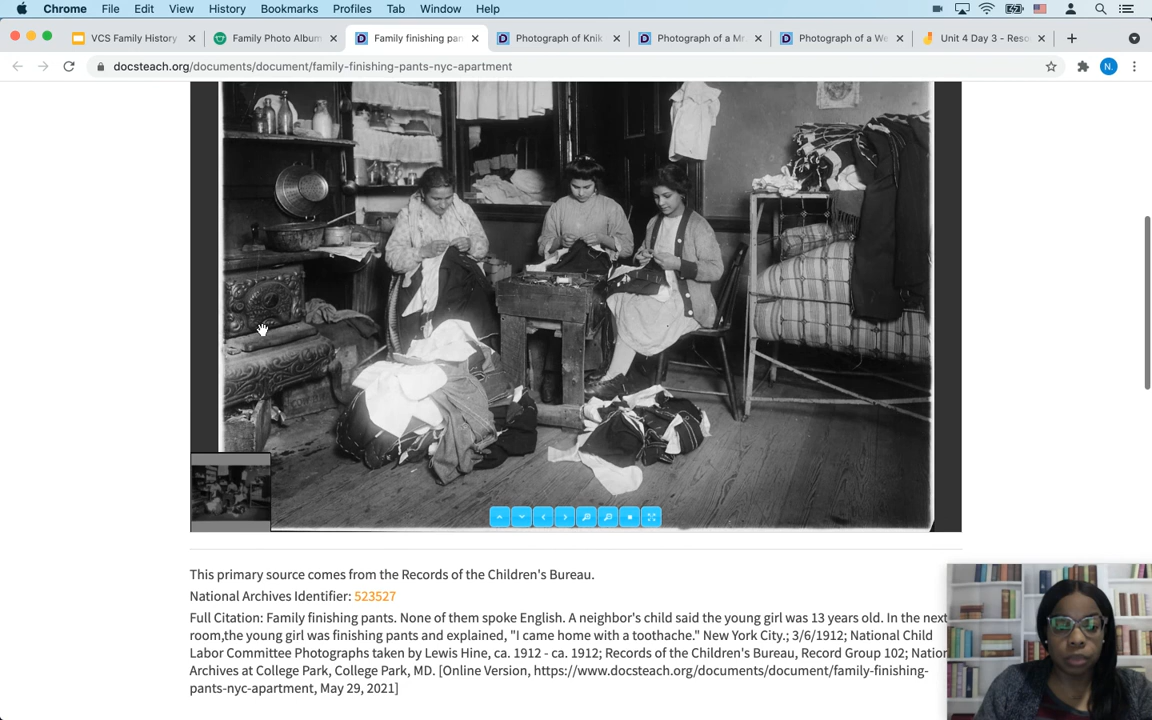 Chrome File Edit View History Bookmarks Profiles Tab Window Help
VCS Family History Family Photo Album Family finishing pan Photograph of Knik Photograph of a Mr. Photograph of a We Unit 4 Day 3 - Reso
docsteach.org/documents/document/family-finishing-pants-nyc-apartment N.
This primary source comes from the Records of the Children's Bureau.
National Archives Identifier: 523527
Full Citation: Family finishing pants. None of them spoke English. A neighbor's child said the young girl was 13 years old. In the next
room,the young girl was finishing pants and explained, "I came home with a toothache." New York City.; 3/6/1912; National Child
Labor Committee Photographs taken by Lewis Hine, ca. 1912 - ca. 1912; Records of the Children's Bureau, Record Group 102; Nation
Archives at College Park, College Park, MD. [Online Version, https://www.docsteach.org/documents/document/family-finishing-
pants-nyc-apartment, May 29, 2021]